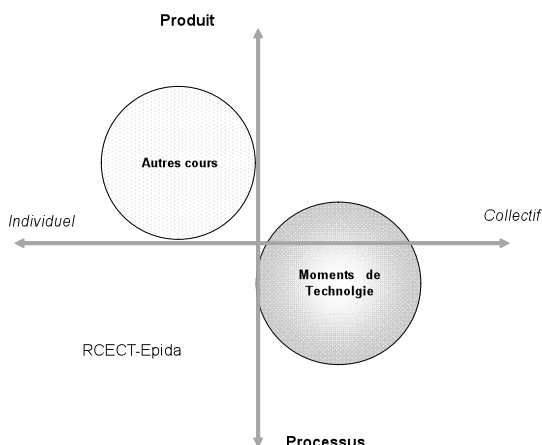 Produit
Autres cours
Individuel
Collectif
Moments de
Technolgie
RCECT-Epida
Processus